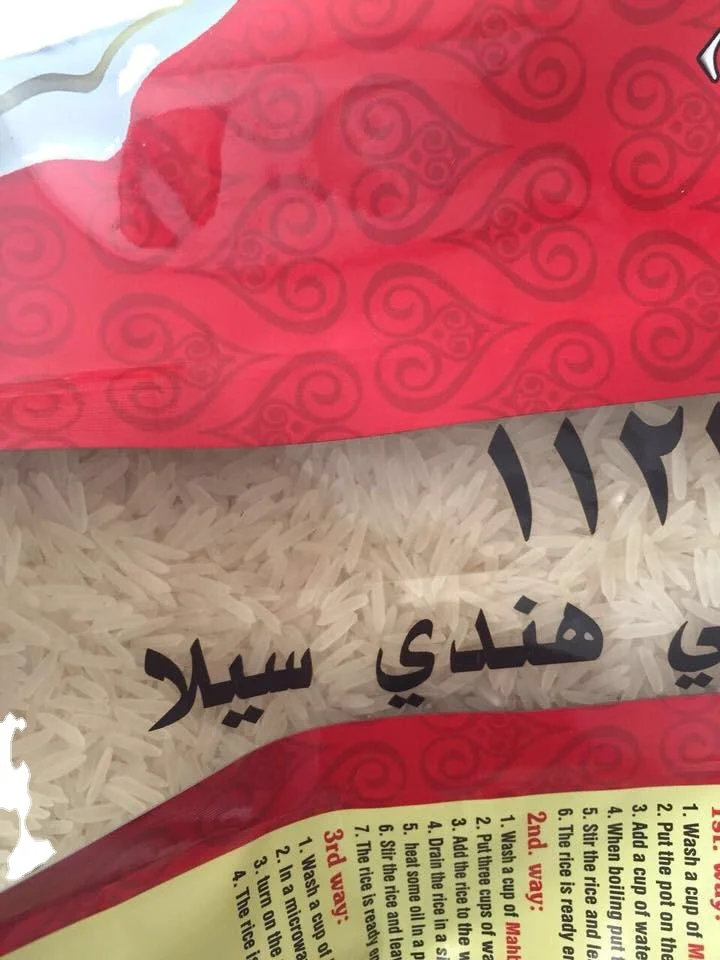 ١١٢١
هندي سيلا
1st. way:
1. Wash a cup of
2. Put the pot on the
3. Add a cup of wate
4. When boiling put
5. Stir the rice and le
6. The rice is ready
2nd. way:
1. Wash a cup of Mahb
2. Put three cups of wa
3. Add the rice to the
4. Drain the rice in a
5. heat some oil In a
6. Stir the rice and leav
7. The rice is ready
3rd way:
1. Wash a cup of
2. In a microwa
3. turn on the
4. The rice